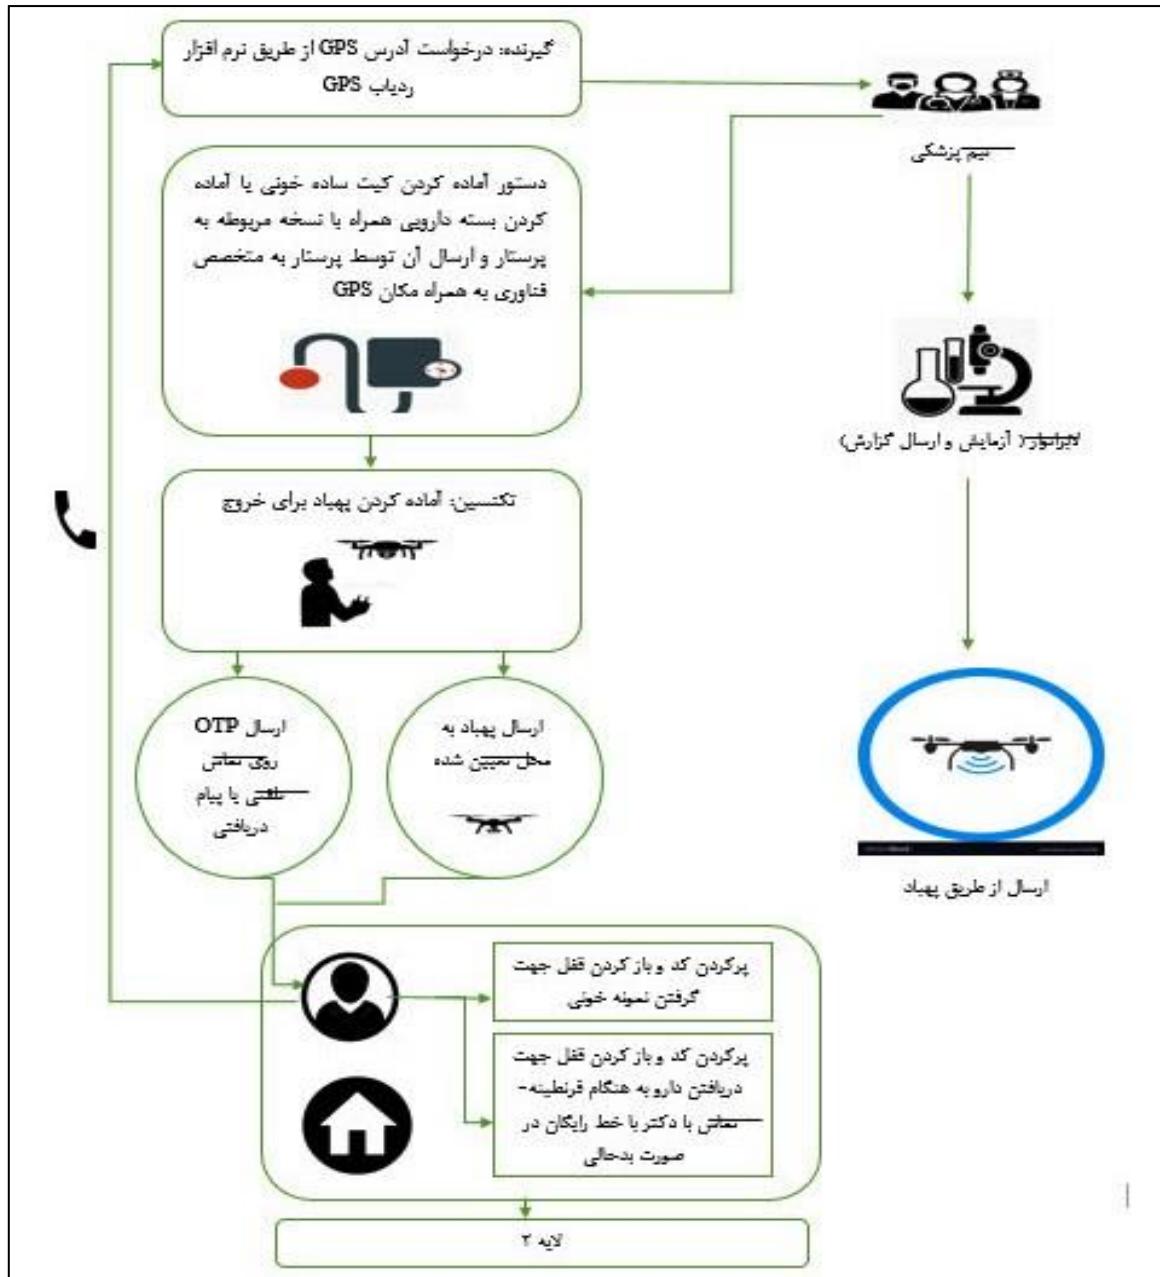 گیرنده: درخواست آدرس GPS از طریق نرم افزار
ردیاب GPS
تیم پزشکی
دستور آماده کردن کیت ساده خونی یا آماده
کردن بسته دارویی همراه با نسخه مربوطه به
پرستار و ارسال آن توسط پرستار به متخصص
فناوری به همراه مکان GPS
لابراتوار( آزمایش و ارسال گزارش)
تکنسین: آماده کردن پهباد برای خروج
ارسال OTP
روی تماس
تلفنی یا پیام
دریافتی
ارسال پهباد به
محل تعیین شده
ارسال از طریق پهباد
پرکردن کد و باز کردن قفل جهت
گرفتن نمونه خونی
پرکردن کد و باز کردن قفل جهت
دریافتن دارو به هنگام قرنطینه-
تماس با دکتر با خط رایگان در
صورت بدحالی
لایه ۲